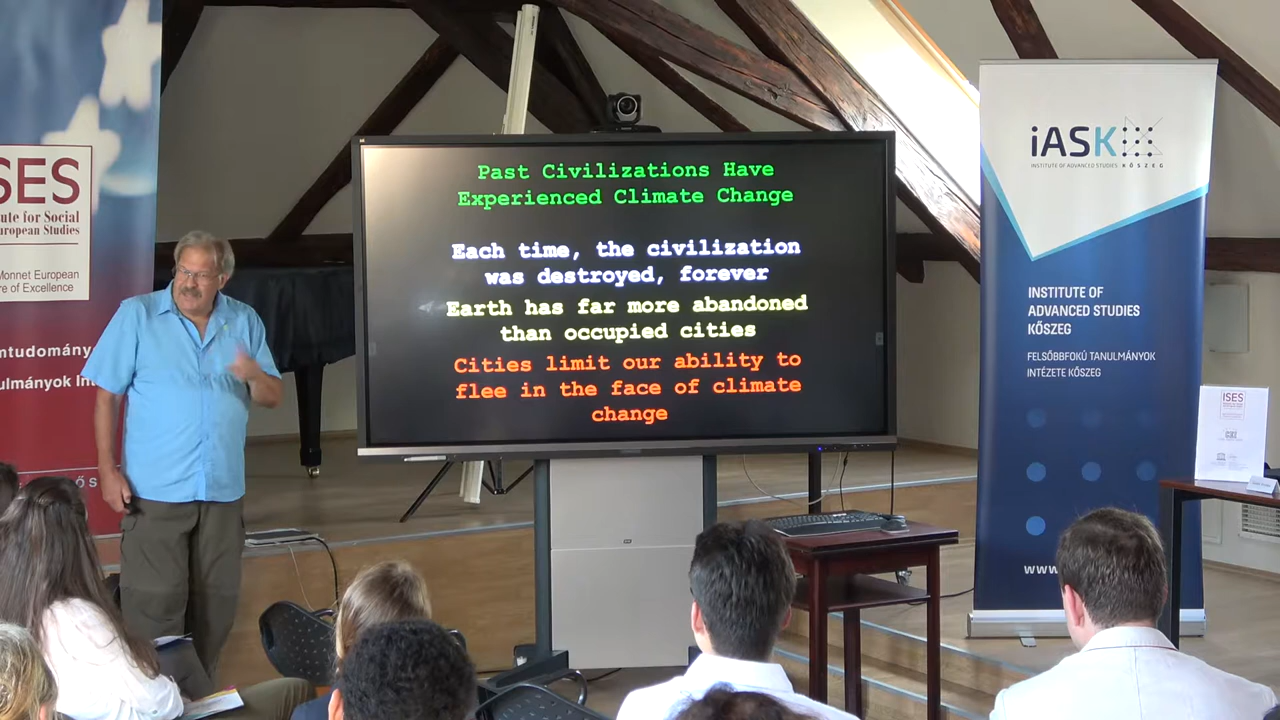 SES
ute for Social
uropean Studies
Monnet European
re of Excellence
mtudomány
ulmányok Int
Past Civilizations Have
Experienced Climate Change
Each time, the civilization
was destroyed, forever
Earth has far more abandoned
than occupied cities
Cities limit our ability to
flee in the face of climate
change
iASK
INSTITUTE OF ADVANCED STUDIES KŐSZEG
INSTITUTE OF
ADVANCED STUDIES
KŐSZEG
FELSŐBBFOKÚ TANULMÁNYOK
INTÉZETE KŐSZEG
www.
ISES